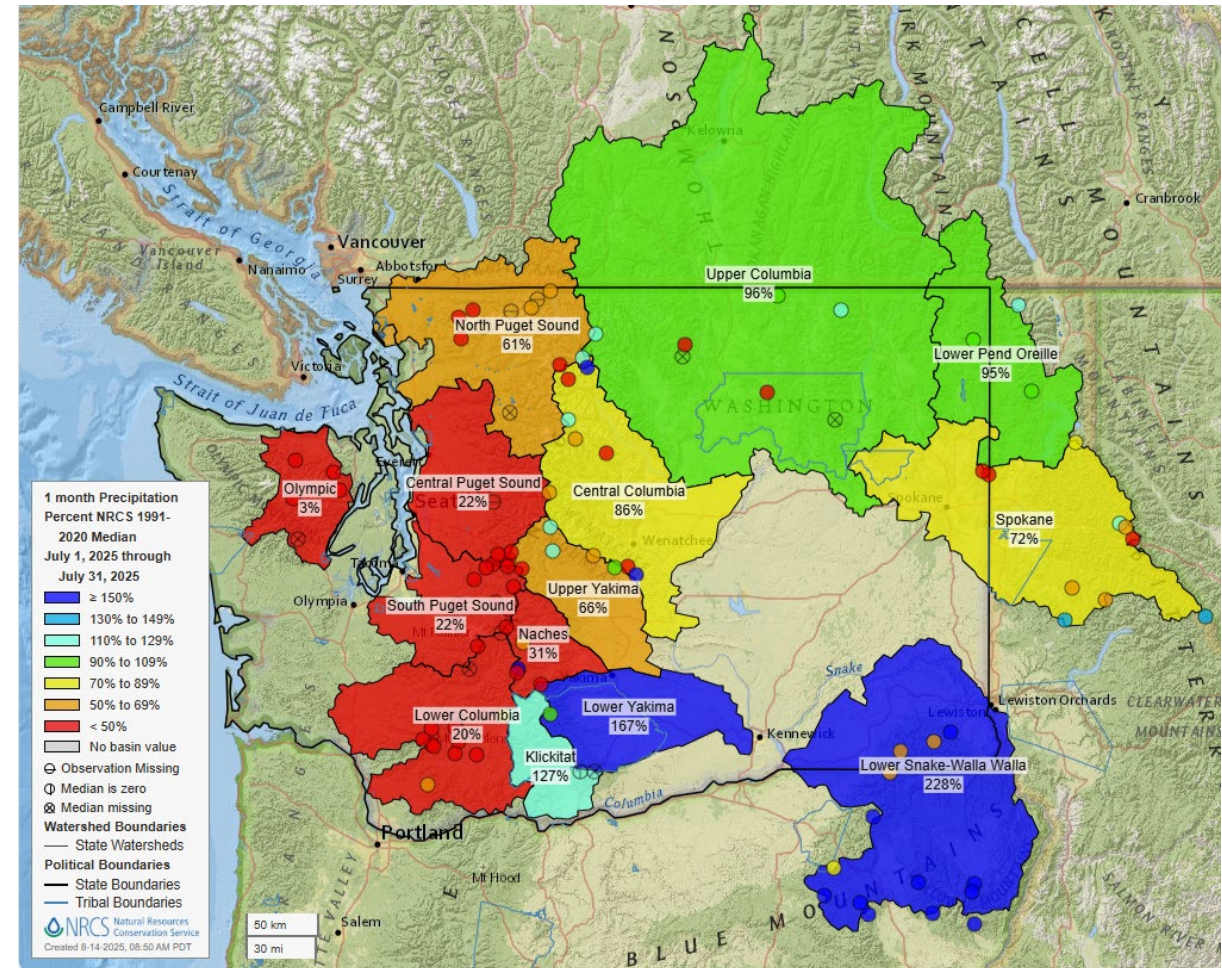 Campbell River
Courtenay
Strait of Georgia
Vancouver
Island
Nanaimo
Vancouver
Surrey
Abbotsfor
Victoria
Strait of Juan de Fuca
Kelowna
Cranbrook
Upper Columbia
96%
North Puget Sound
61%
Lower Pend Oreille
95%
WASHINGTON
Everett
Olympic
3%
Central Puget Sound
22%
Central Columbia
86%
Wenatchee
Spokane
Spokane
72%
Upper Yakima
66%
Olympia
South Puget Sound
22%
Naches
31%
Yakima
Lower Columbia
20%
Lower Yakima
167%
Klickitat
127%
Kennewick
Snake
Columbia
Lewiston Orchards
Lewiston
CLEARWATER
MOUNTAINS
Lower Snake-Walla Walla
228%
Portland
Mt Hood
Salem
BLUE MOUNTAINS
SALMON RIVER
1 month Precipitation
Percent NRCS 1991-
2020 Median
July 1, 2025 through
July 31, 2025
≥ 150%
130% to 149%
110% to 129%
90% to 109%
70% to 89%
50% to 69%
< 50%
No basin value
Observation Missing
Median is zero
Median missing
Watershed Boundaries
State Watersheds
Political Boundaries
State Boundaries
Tribal Boundaries
NRCS Natural Resources
Conservation Service
Created 8-14-2025, 08:50 AM PDT
50 km
30 mi